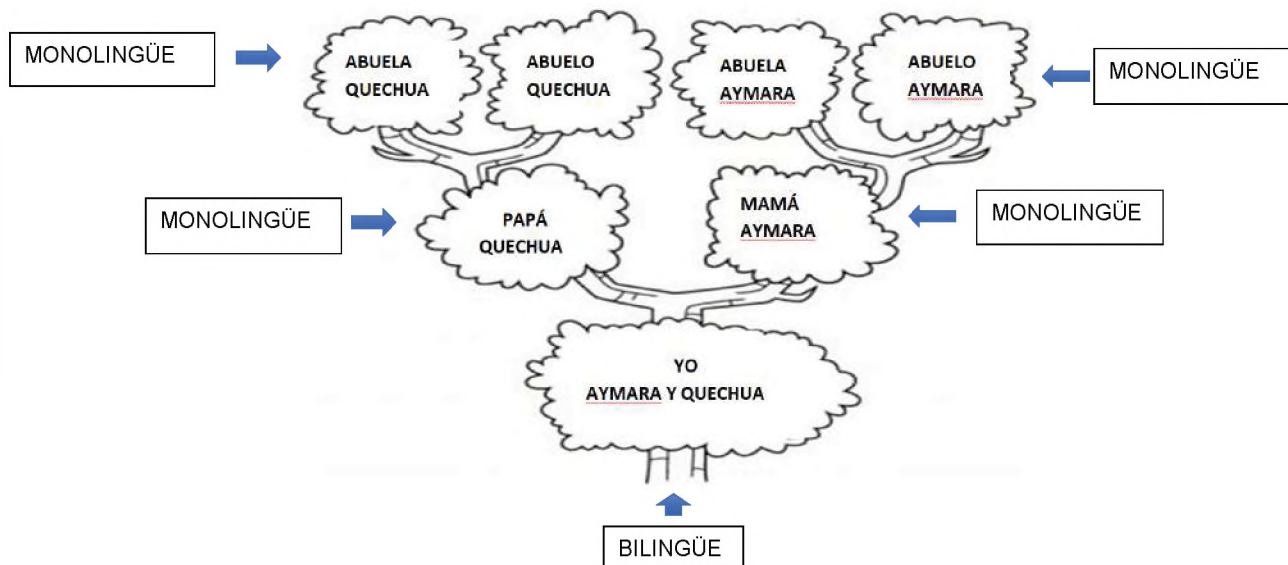 MONOLINGÜE
ABUELA
QUECHUA
ABUELO
QUECHUA
ABUELA
AYMARA
ABUELO
AYMARA
MONOLINGÜE
MONOLINGÜE
PAPÁ
QUECHUA
MAMÁ
AYMARA
MONOLINGÜE
YO
AYMARA Y QUECHUA
BILINGÜE